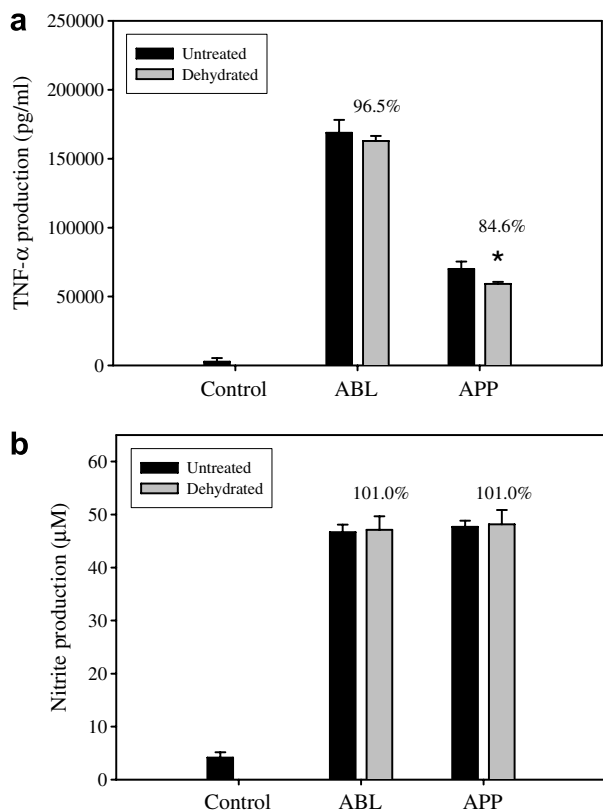 a
250000
200000
150000
100000
50000
0
TNF-α production (pg/ml)
Untreated
Dehydrated
96.5%
84.6%
*
Control ABL APP
b
60
50
40
30
20
10
0
Nitrite production (µM)
Untreated
Dehydrated
101.0% 101.0%
Control ABL APP